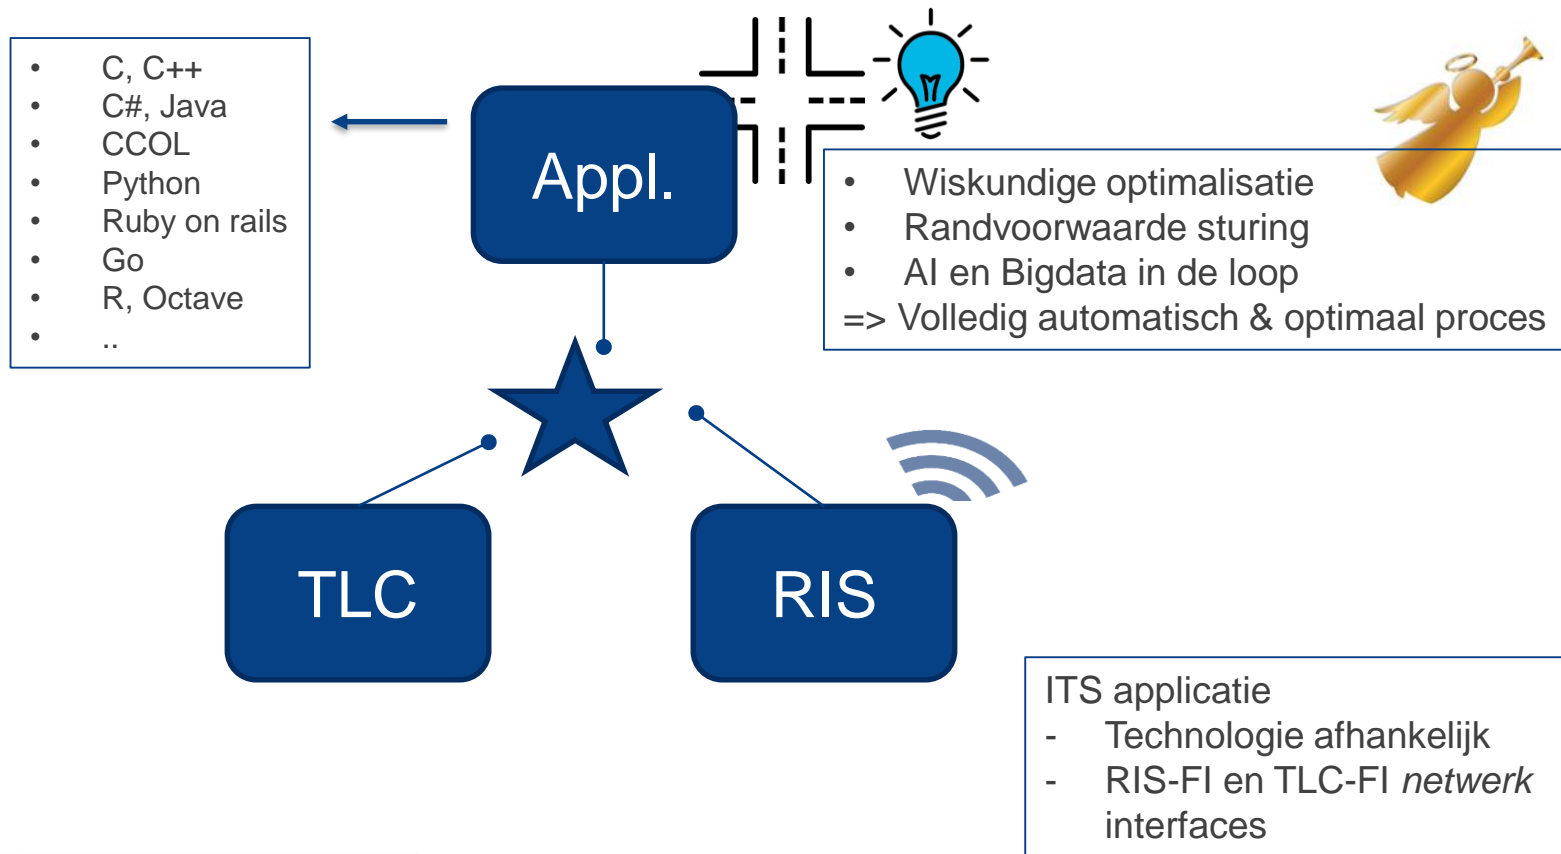 • C, C++
• C#, Java
• CCOL
• Python
• Ruby on rails
• Go
• R, Octave
• ..
Appl.
• Wiskundige optimalisatie
• Randvoorwaarde sturing
• AI en Bigdata in de loop
=> Volledig automatisch & optimaal proces
TLC
RIS
ITS applicatie
- Technologie afhankelijk
- RIS-FI en TLC-FI netwerk
interfaces